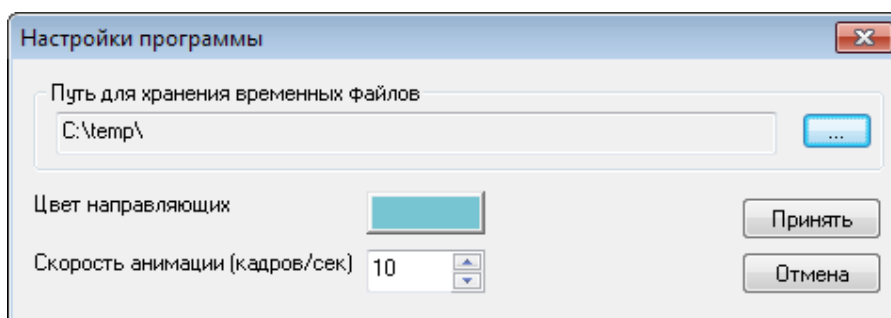 Настройки программы
Путь для хранения временных файлов
C:\temp\
...
Цвет направляющих
Принять
Скорость анимации (кадров/сек)
10
Отмена